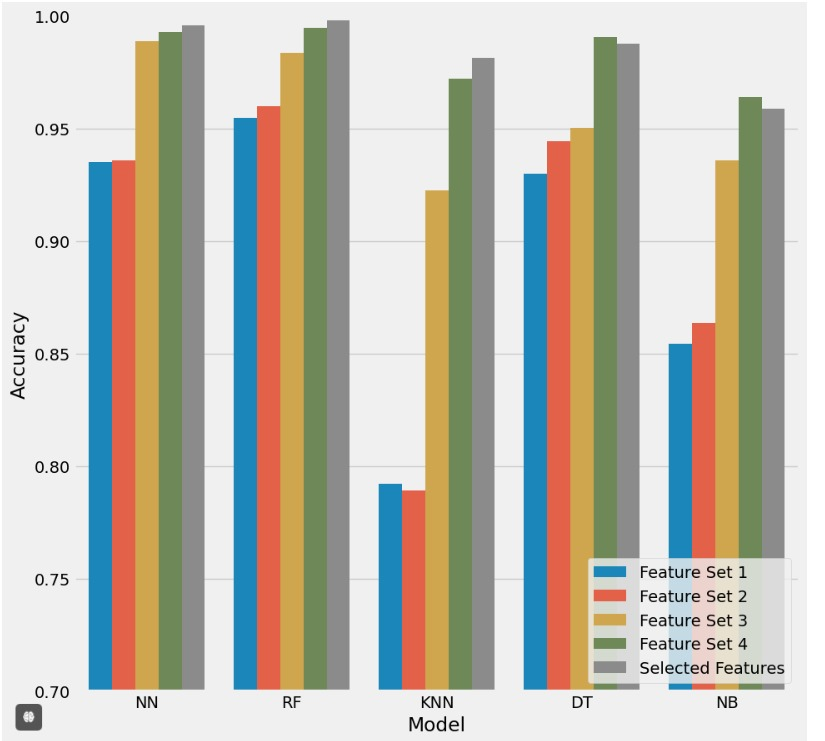 1.00
0.95
0.90
0.85
0.80
0.75
0.70
Accuracy
NN RF KNN DT NB
Model
Feature Set 1
Feature Set 2
Feature Set 3
Feature Set 4
Selected Features